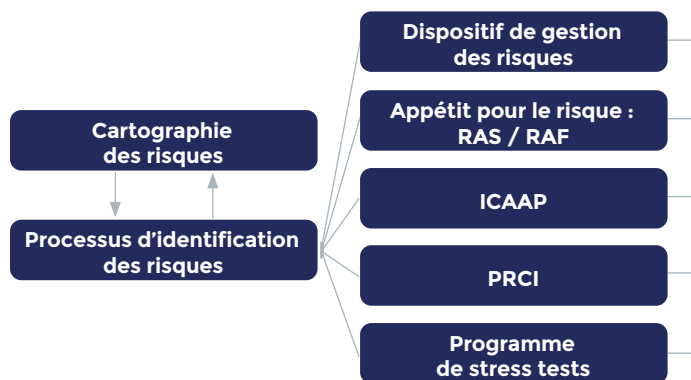 Cartographie
des risques
Processus d’identification
des risques
Dispositif de gestion
des risques
Appétit pour le risque :
RAS / RAF
ICAAP
PRCI
Programme
de stress tests